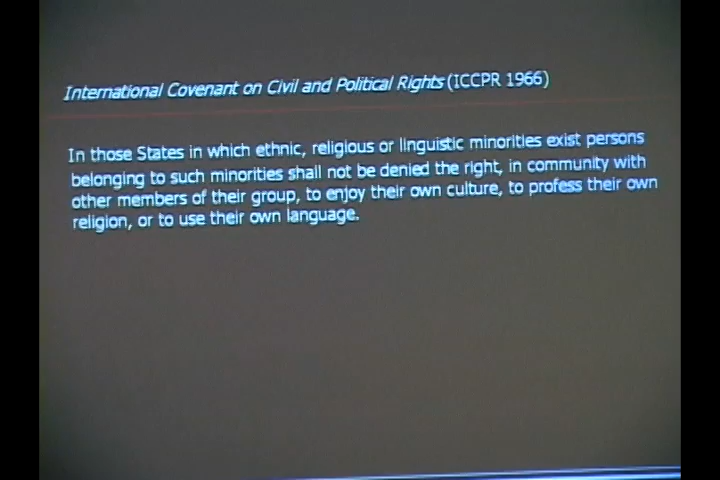 International Covenant on Civil and Political Rights (ICCPR 1966)
In those States in which ethnic, religious or linguistic minorities exist persons
belonging to such minorities shall not be denied the right, in community with
other members of their group, to enjoy their own culture, to profess their own
religion, or to use their own language.